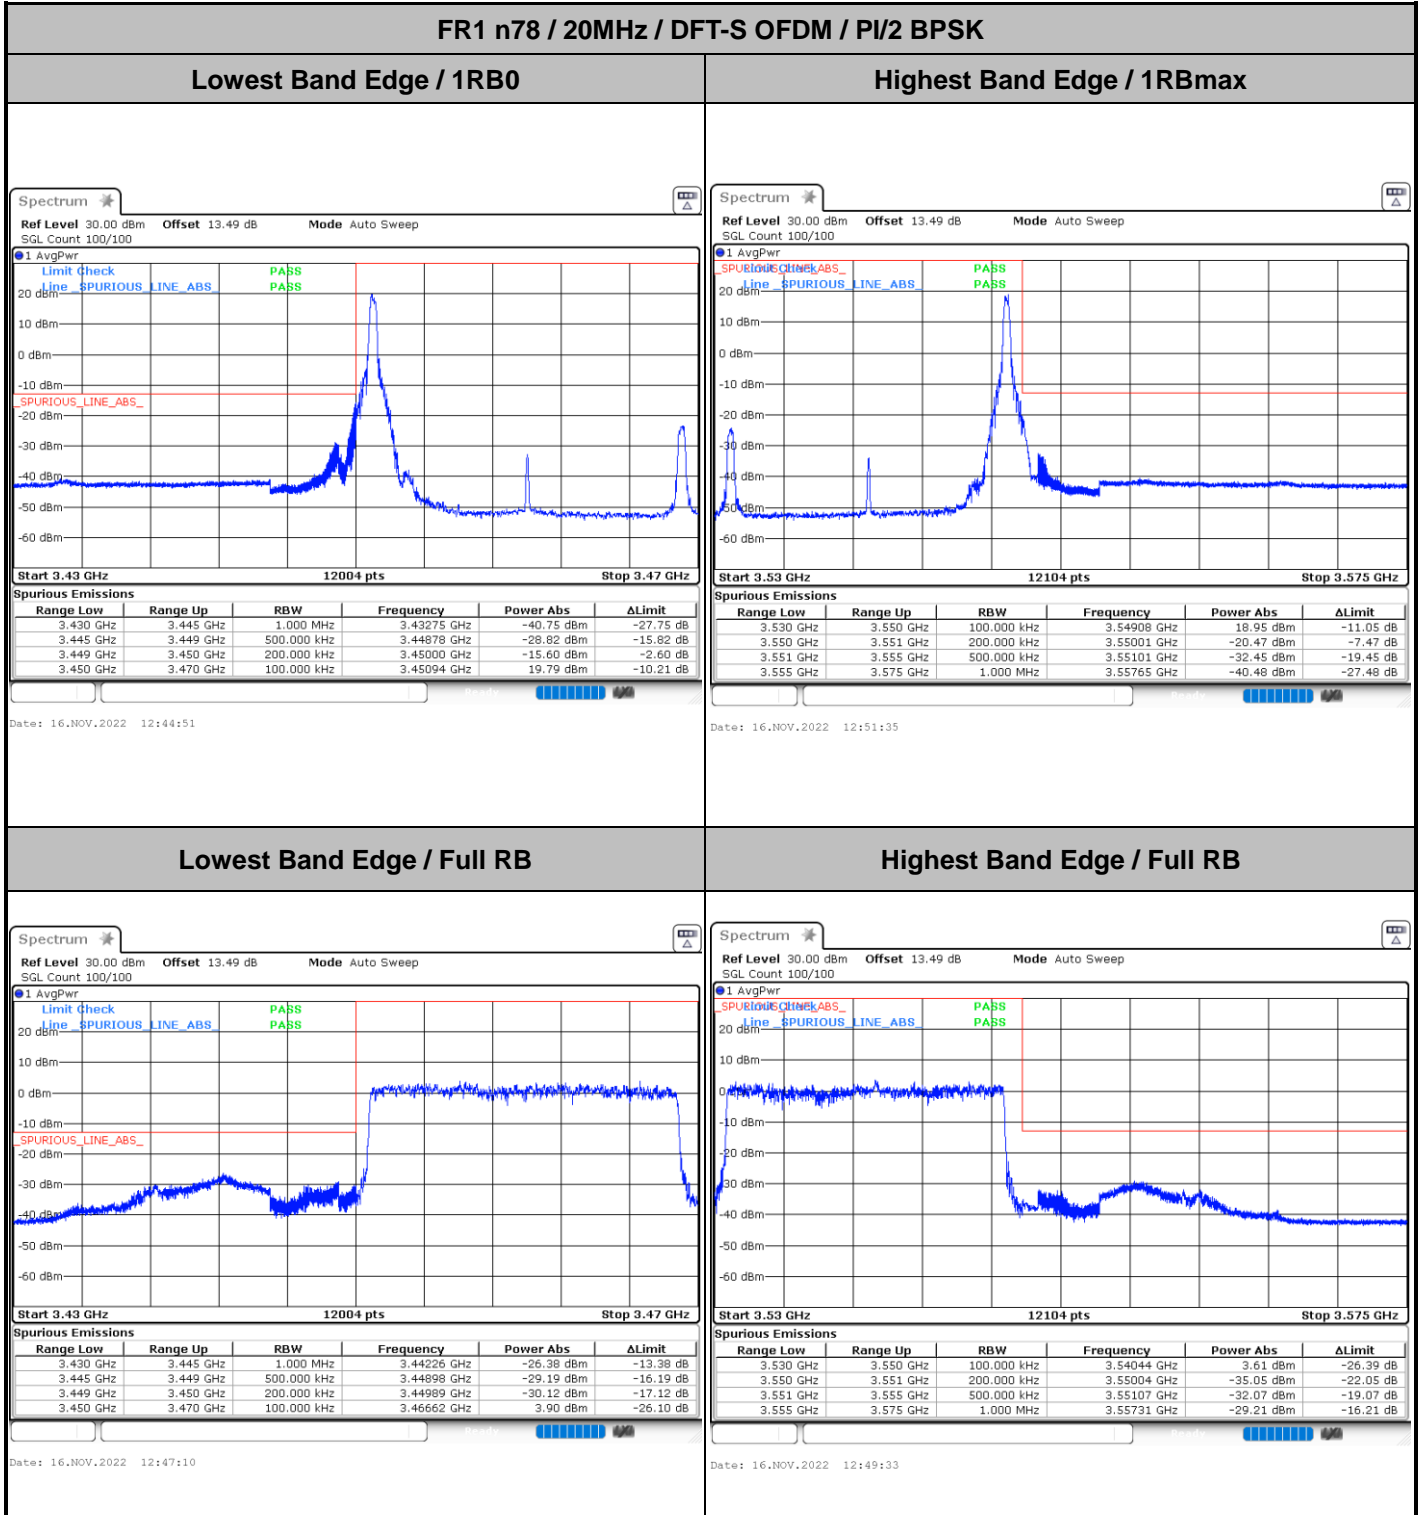 FR1 n78 / 20MHz / DFT-S OFDM / PI/2 BPSK
Lowest Band Edge / 1RB0
Highest Band Edge / 1RBmax
Spectrum
Ref Level 30.00 dBm Offset 13.49 dB Mode Auto Sweep
SGL Count 100/100
1 AvgPwr
Limit Check PASS
Line _SPURIOUS_LINE_ABS_ PASS
20 dBm
10 dBm
0 dBm
-10 dBm
_SPURIOUS_LINE_ABS_
-20 dBm
-30 dBm
-40 dBm
-50 dBm
-60 dBm
Start 3.43 GHz 12004 pts Stop 3.47 GHz
Spurious Emissions
Range Low Range Up RBW Frequency Power Abs ΔLimit
3.430 GHz 3.445 GHz 1.000 MHz 3.43275 GHz -40.75 dBm -27.75 dB
3.445 GHz 3.449 GHz 500.000 kHz 3.44878 GHz -28.82 dBm -15.82 dB
3.449 GHz 3.450 GHz 200.000 kHz 3.45000 GHz -15.60 dBm -2.60 dB
3.450 GHz 3.470 GHz 100.000 kHz 3.45094 GHz 19.79 dBm -10.21 dB
Ready
Date: 16.NOV.2022 12:44:51
Spectrum
Ref Level 30.00 dBm Offset 13.49 dB Mode Auto Sweep
SGL Count 100/100
1 AvgPwr
_SPURIOUS_LINE_ABS_
Limit Check PASS
Line _SPURIOUS_LINE_ABS_ PASS
20 dBm
10 dBm
0 dBm
-10 dBm
-20 dBm
-30 dBm
-40 dBm
-50 dBm
-60 dBm
Start 3.53 GHz 12104 pts Stop 3.575 GHz
Spurious Emissions
Range Low Range Up RBW Frequency Power Abs ΔLimit
3.530 GHz 3.550 GHz 100.000 kHz 3.54908 GHz 18.95 dBm -11.05 dB
3.550 GHz 3.551 GHz 200.000 kHz 3.55001 GHz -20.47 dBm -7.47 dB
3.551 GHz 3.555 GHz 500.000 kHz 3.55101 GHz -32.45 dBm -19.45 dB
3.555 GHz 3.575 GHz 1.000 MHz 3.55765 GHz -40.48 dBm -27.48 dB
Ready
Date: 16.NOV.2022 12:51:35
Lowest Band Edge / Full RB
Highest Band Edge / Full RB
Spectrum
Ref Level 30.00 dBm Offset 13.49 dB Mode Auto Sweep
SGL Count 100/100
1 AvgPwr
Limit Check PASS
Line _SPURIOUS_LINE_ABS_ PASS
20 dBm
10 dBm
0 dBm
-10 dBm
_SPURIOUS_LINE_ABS_
-20 dBm
-30 dBm
-40 dBm
-50 dBm
-60 dBm
Start 3.43 GHz 12004 pts Stop 3.47 GHz
Spurious Emissions
Range Low Range Up RBW Frequency Power Abs ΔLimit
3.430 GHz 3.445 GHz 1.000 MHz 3.44226 GHz -26.38 dBm -13.38 dB
3.445 GHz 3.449 GHz 500.000 kHz 3.44898 GHz -29.19 dBm -16.19 dB
3.449 GHz 3.450 GHz 200.000 kHz 3.44989 GHz -30.12 dBm -17.12 dB
3.450 GHz 3.470 GHz 100.000 kHz 3.46662 GHz 3.90 dBm -26.10 dB
Ready
Date: 16.NOV.2022 12:47:10
Spectrum
Ref Level 30.00 dBm Offset 13.49 dB Mode Auto Sweep
SGL Count 100/100
1 AvgPwr
_SPURIOUS_LINE_ABS_
Limit Check PASS
Line _SPURIOUS_LINE_ABS_ PASS
20 dBm
10 dBm
0
-10 dBm
-20 dBm
-30 dBm
-40 dBm
-50 dBm
-60 dBm
Start 3.53 GHz 12104 pts Stop 3.575 GHz
Spurious Emissions
Range Low Range Up RBW Frequency Power Abs ΔLimit
3.530 GHz 3.550 GHz 100.000 kHz 3.54044 GHz 3.61 dBm -26.39 dB
3.550 GHz 3.551 GHz 200.000 kHz 3.55004 GHz -35.05 dBm -22.05 dB
3.551 GHz 3.555 GHz 500.000 kHz 3.55107 GHz -32.07 dBm -19.07 dB
3.555 GHz 3.575 GHz 1.000 MHz 3.55731 GHz -29.21 dBm -16.21 dB
Ready
Date: 16.NOV.2022 12:49:33